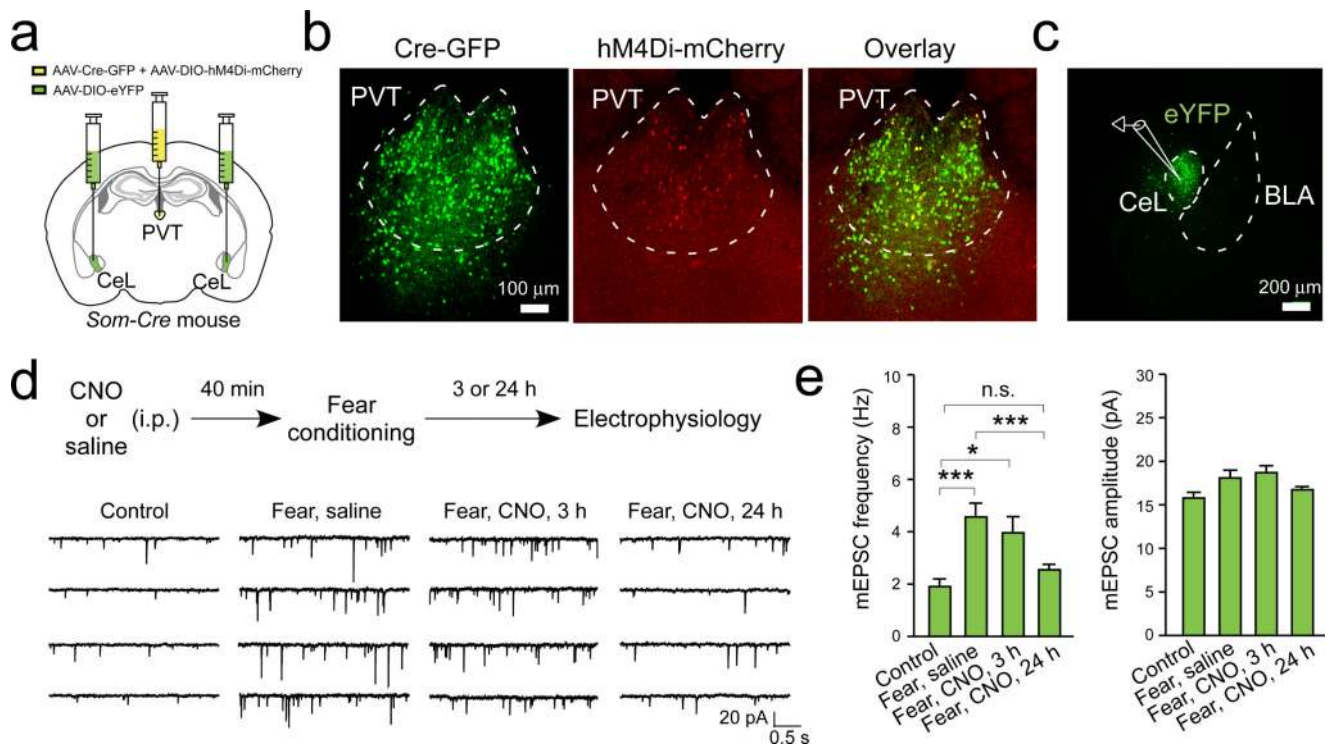 a
AAV-Cre-GFP + AAV-DIO-hM4Di-mCherry
AAV-DIO-eYFP
PVT
CeL
CeL
Som-Cre mouse
b
Cre-GFP
hM4Di-mCherry
Overlay
PVT
PVT
PVT
100 µm
c
eYFP
CeL
BLA
200 µm
d
CNO
or
saline
(i.p.)
40 min
Fear
conditioning
3 or 24 h
Electrophysiology
Control
Fear, saline
Fear, CNO, 3 h
Fear, CNO, 24 h
20 pA
0.5 s
e
mEPSC frequency (Hz)
10
8
6
4
2
0
n.s.
***
*
***
Control
Fear, saline
Fear, CNO, 3 h
Fear, CNO, 24 h
mEPSC amplitude (pA)
30
25
20
15
10
5
0
Control
Fear, saline
Fear, CNO, 3 h
Fear, CNO, 24 h